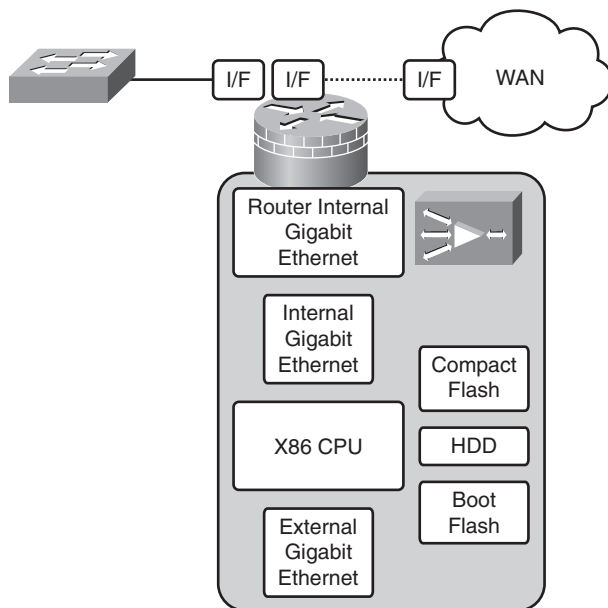 I/F
I/F
I/F
WAN
Router Internal
Gigabit
Ethernet
Internal
Gigabit
Ethernet
Compact
Flash
X86 CPU
HDD
Boot
Flash
External
Gigabit
Ethernet